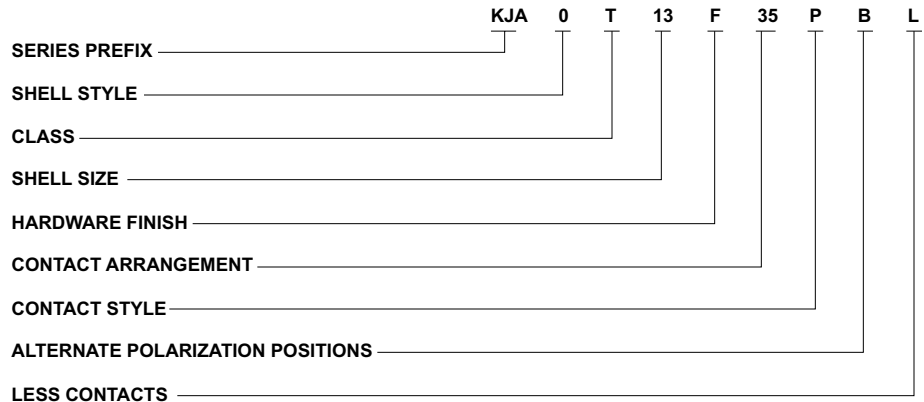 KJA 0 T 13 F 35 P B L
SERIES PREFIX
SHELL STYLE
CLASS
SHELL SIZE
HARDWARE FINISH
CONTACT ARRANGEMENT
CONTACT STYLE
ALTERNATE POLARIZATION POSITIONS
LESS CONTACTS